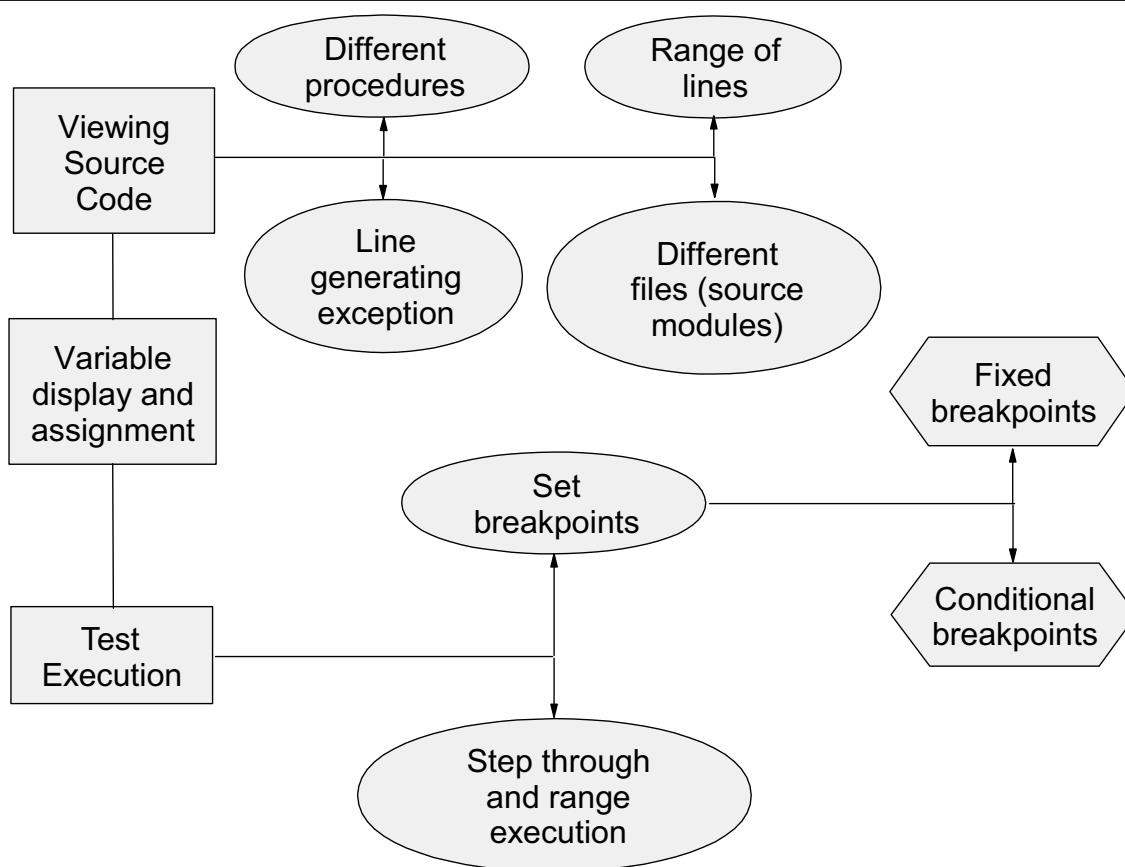 Different
procedures
Range of
lines
Viewing
Source
Code
Line
generating
exception
Different
files (source
modules)
Variable
display and
assignment
Fixed
breakpoints
Set
breakpoints
Conditional
breakpoints
Test
Execution
Step through
and range
execution